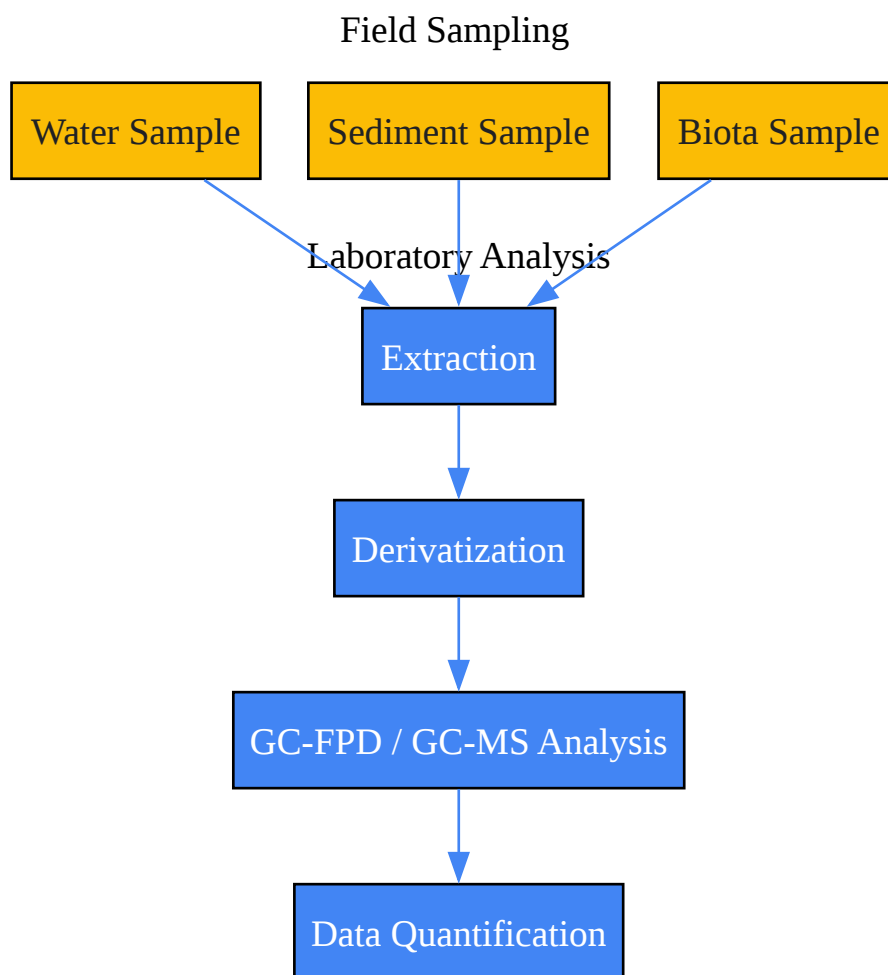 Field Sampling
Water Sample
Sediment Sample
Biota Sample
Laboratory Analysis
Extraction
Derivatization
GC-FPD / GC-MS Analysis
Data Quantification